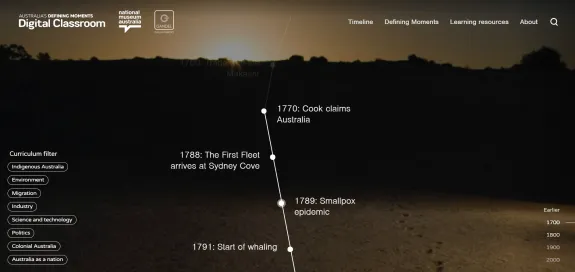 AUSTRALIA'S DEFINING MOMENTS
Digital Classroom
national
museum
australia
Timeline
Defining Moments
Learning resources
About
1770: Cook claims
Australia
1788: The First Fleet
arrives at Sydney Cove
1789: Smallpox
epidemic
1791: Start of whaling
Curriculum filter
Indigenous Australia
Environment
Migration
Industry
Science and technology
Politics
Colonial Australia
Australia as a nation
Earlier
1700
1800
1900
2000